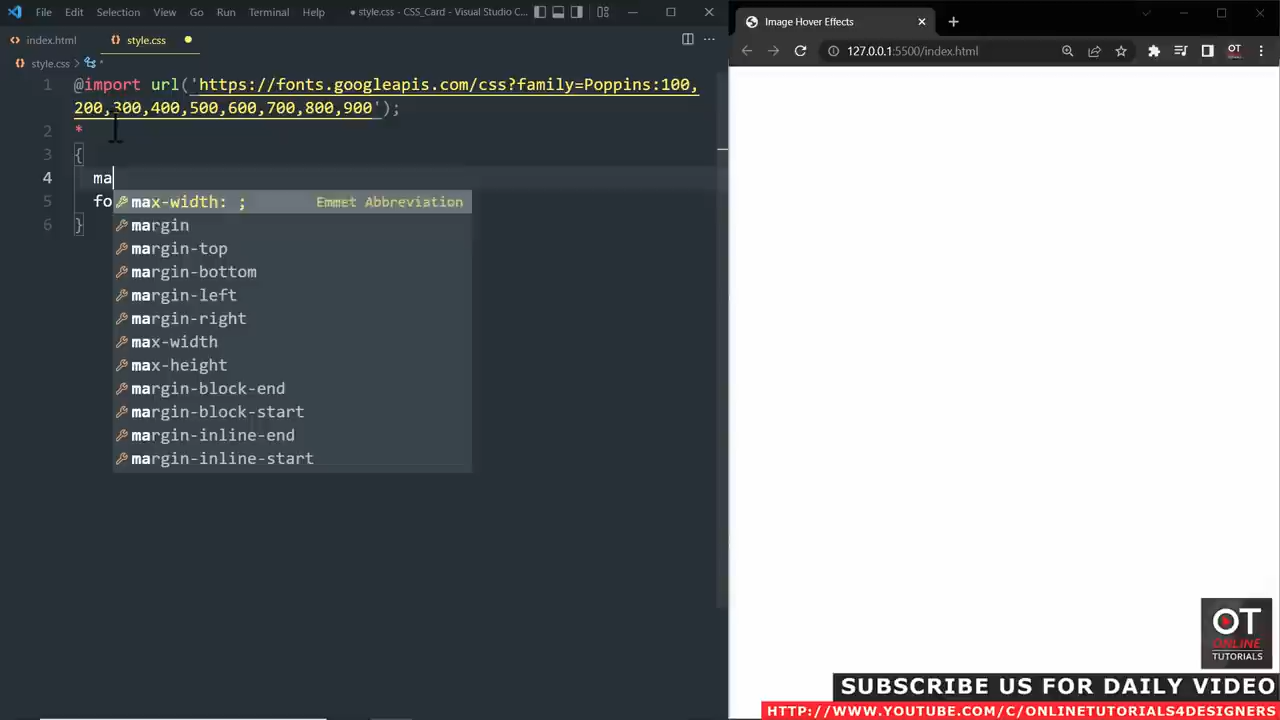 File Edit Selection View Go Run Terminal Help
● style.css - CSS_Card - Visual Studio C...
index.html
style.css ●
style.css >
1 @import url('https://fonts.googleapis.com/css?family=Poppins:100,
200,300,400,500,600,700,800,900');
2 *
3 {
4 ma
5 fo
6 }
max-width: ; Emmet Abbreviation
margin
margin-top
margin-bottom
margin-left
margin-right
max-width
max-height
margin-block-end
margin-block-start
margin-inline-end
margin-inline-start
Image Hover Effects
127.0.0.1:5500/index.html
OT
OT
ONLINE
TUTORIALS
SUBSCRIBE US FOR DAILY VIDEO
HTTP://WWW.YOUTUBE.COM/C/ONLINETUTORIALS4DESIGNERS